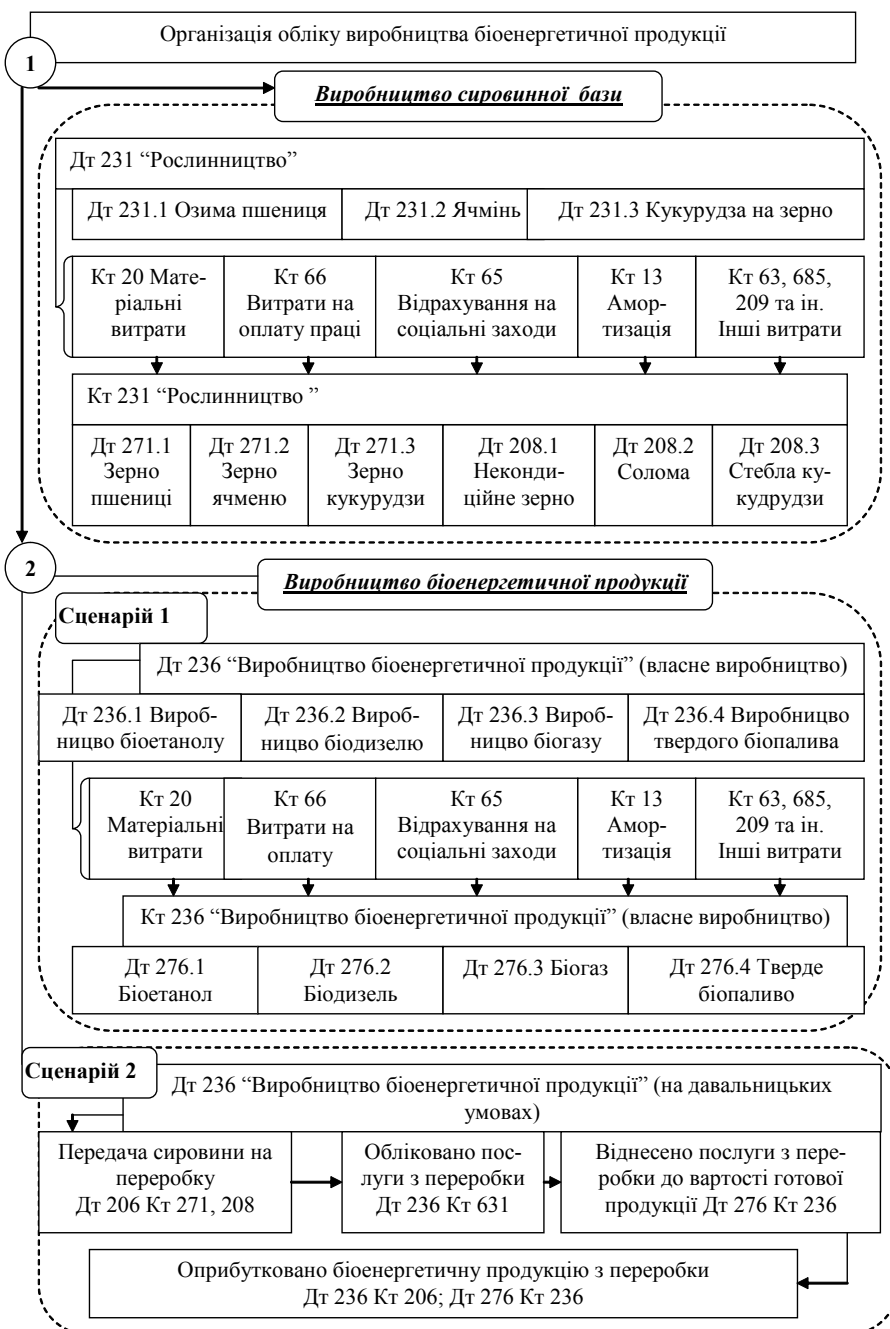 Організація обліку виробництва біоенергетичної продукції
1
Виробництво сировинної бази
Дт 231 “Рослинництво”
Дт 231.1 Озима пшениця
Дт 231.2 Ячмінь
Дт 231.3 Кукурудза на зерно
Кт 20 Мате-
ріальні
витрати
Кт 66
Витрати на
оплату праці
Кт 65
Відрахування на
соціальні заходи
Кт 13
Амор-
тизація
Кт 63, 685,
209 та ін.
Інші витрати
Кт 231 “Рослинництво ”
Дт 271.1
Зерно
пшениці
Дт 271.2
Зерно
ячменю
Дт 271.3
Зерно
кукурудзи
Дт 208.1
Неконди-
ційне зерно
Дт 208.2
Солома
Дт 208.3
Стебла ку-
кудрудзи
2
Виробництво біоенергетичної продукції
Сценарій 1
Дт 236 “Виробництво біоенергетичної продукції” (власне виробництво)
Дт 236.1 Вироб-
ницво біоетанолу
Дт 236.2 Вироб-
ницво біодизелю
Дт 236.3 Вироб-
ницво біогазу
Дт 236.4 Виробницво
твердого біопалива
Кт 20
Матеріальні
витрати
Кт 66
Витрати на
оплату
Кт 65
Відрахування на
соціальні заходи
Кт 13
Амор-
тизація
Кт 63, 685,
209 та ін.
Інші витрати
Кт 236 “Виробництво біоенергетичної продукції” (власне виробництво)
Дт 276.1
Біоетанол
Дт 276.2
Біодизель
Дт 276.3 Біогаз
Дт 276.4 Тверде
біопаливо
Сценарій 2
Дт 236 “Виробництво біоенергетичної продукції” (на давальницьких
умовах)
Передача сировини на
переробку
Дт 206 Кт 271, 208
Обліковано пос-
луги з переробки
Дт 236 Кт 631
Віднесено послуги з пере-
робки до вартості готової
продукції Дт 276 Кт 236
Оприбутковано біоенергетичну продукцію з переробки
Дт 236 Кт 206; Дт 276 Кт 236